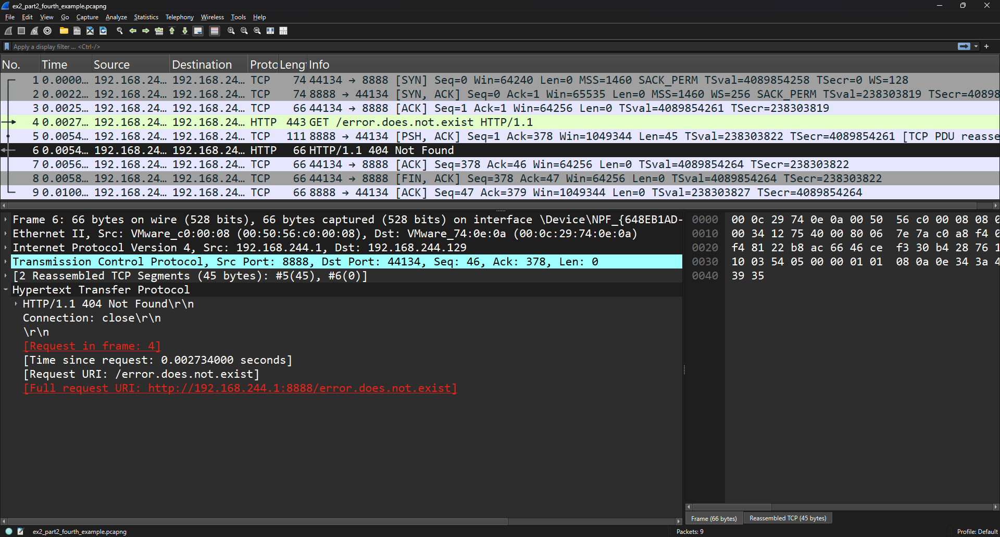 ex2_part2_fourth_example.pcapng
File Edit View Go Capture Analyze Statistics Telephony Wireless Tools Help
Apply a display filter … <Ctrl-/>
No. Time Source Destination Proto Leng Info
1 0.0000… 192.168.24… 192.168.24… TCP 74 44134 → 8888 [SYN] Seq=0 Win=64240 Len=0 MSS=1460 SACK_PERM TSval=4089854258 TSecr=0 WS=128
2 0.0022… 192.168.24… 192.168.24… TCP 74 8888 → 44134 [SYN, ACK] Seq=0 Ack=1 Win=65535 Len=0 MSS=1460 WS=256 SACK_PERM TSval=238303819 TSecr=40898
3 0.0025… 192.168.24… 192.168.24… TCP 66 44134 → 8888 [ACK] Seq=1 Ack=1 Win=64256 Len=0 TSval=4089854261 TSecr=238303819
4 0.0027… 192.168.24… 192.168.24… HTTP 443 GET /error.does.not.exist HTTP/1.1
5 0.0054… 192.168.24… 192.168.24… TCP 111 8888 → 44134 [PSH, ACK] Seq=1 Ack=378 Win=1049344 Len=45 TSval=238303822 TSecr=4089854261 [TCP PDU reasse
6 0.0054… 192.168.24… 192.168.24… HTTP 66 HTTP/1.1 404 Not Found
7 0.0056… 192.168.24… 192.168.24… TCP 66 44134 → 8888 [ACK] Seq=378 Ack=46 Win=64256 Len=0 TSval=4089854264 TSecr=238303822
8 0.0058… 192.168.24… 192.168.24… TCP 66 44134 → 8888 [FIN, ACK] Seq=378 Ack=47 Win=64256 Len=0 TSval=4089854264 TSecr=238303822
9 0.0100… 192.168.24… 192.168.24… TCP 66 8888 → 44134 [ACK] Seq=47 Ack=379 Win=1049344 Len=0 TSval=238303827 TSecr=4089854264
Frame 6: 66 bytes on wire (528 bits), 66 bytes captured (528 bits) on interface \Device\NPF_{648EB1AD-
Ethernet II, Src: VMware_c0:00:08 (00:50:56:c0:00:08), Dst: VMware_74:0e:0a (00:0c:29:74:0e:0a)
Internet Protocol Version 4, Src: 192.168.244.1, Dst: 192.168.244.129
Transmission Control Protocol, Src Port: 8888, Dst Port: 44134, Seq: 46, Ack: 378, Len: 0
[2 Reassembled TCP Segments (45 bytes): #5(45), #6(0)]
Hypertext Transfer Protocol
HTTP/1.1 404 Not Found\r\n
Connection: close\r\n
\r\n
[Request in frame: 4]
[Time since request: 0.002734000 seconds]
[Request URI: /error.does.not.exist]
[Full request URI: http://192.168.244.1:8888/error.does.not.exist]
0000 00 0c 29 74 0e 0a 00 50 56 c0 00 08 08 0
0010 00 34 12 75 40 00 80 06 7e 7a c0 a8 f4 0
0020 f4 81 22 b8 ac 66 46 ce f3 30 b4 28 76 1
0030 10 03 54 05 00 00 01 01 08 0a 0e 34 3a 4
0040 39 35
Frame (66 bytes) Reassembled TCP (45 bytes)
ex2_part2_fourth_example.pcapng
Packets: 9
Profile: Default